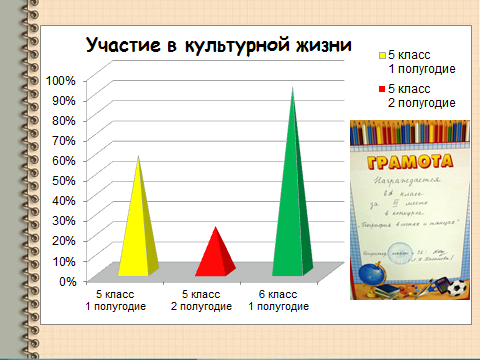 Участие в культурной жизни
100%
90%
80%
70%
60%
50%
40%
30%
20%
10%
0%
5 класс
1 полугодие
5 класс
2 полугодие
6 класс
1 полугодие
5 класс
1 полугодие
5 класс
2 полугодие
ГРАМОТА
Награждается
класс
за III место
в конкурсе